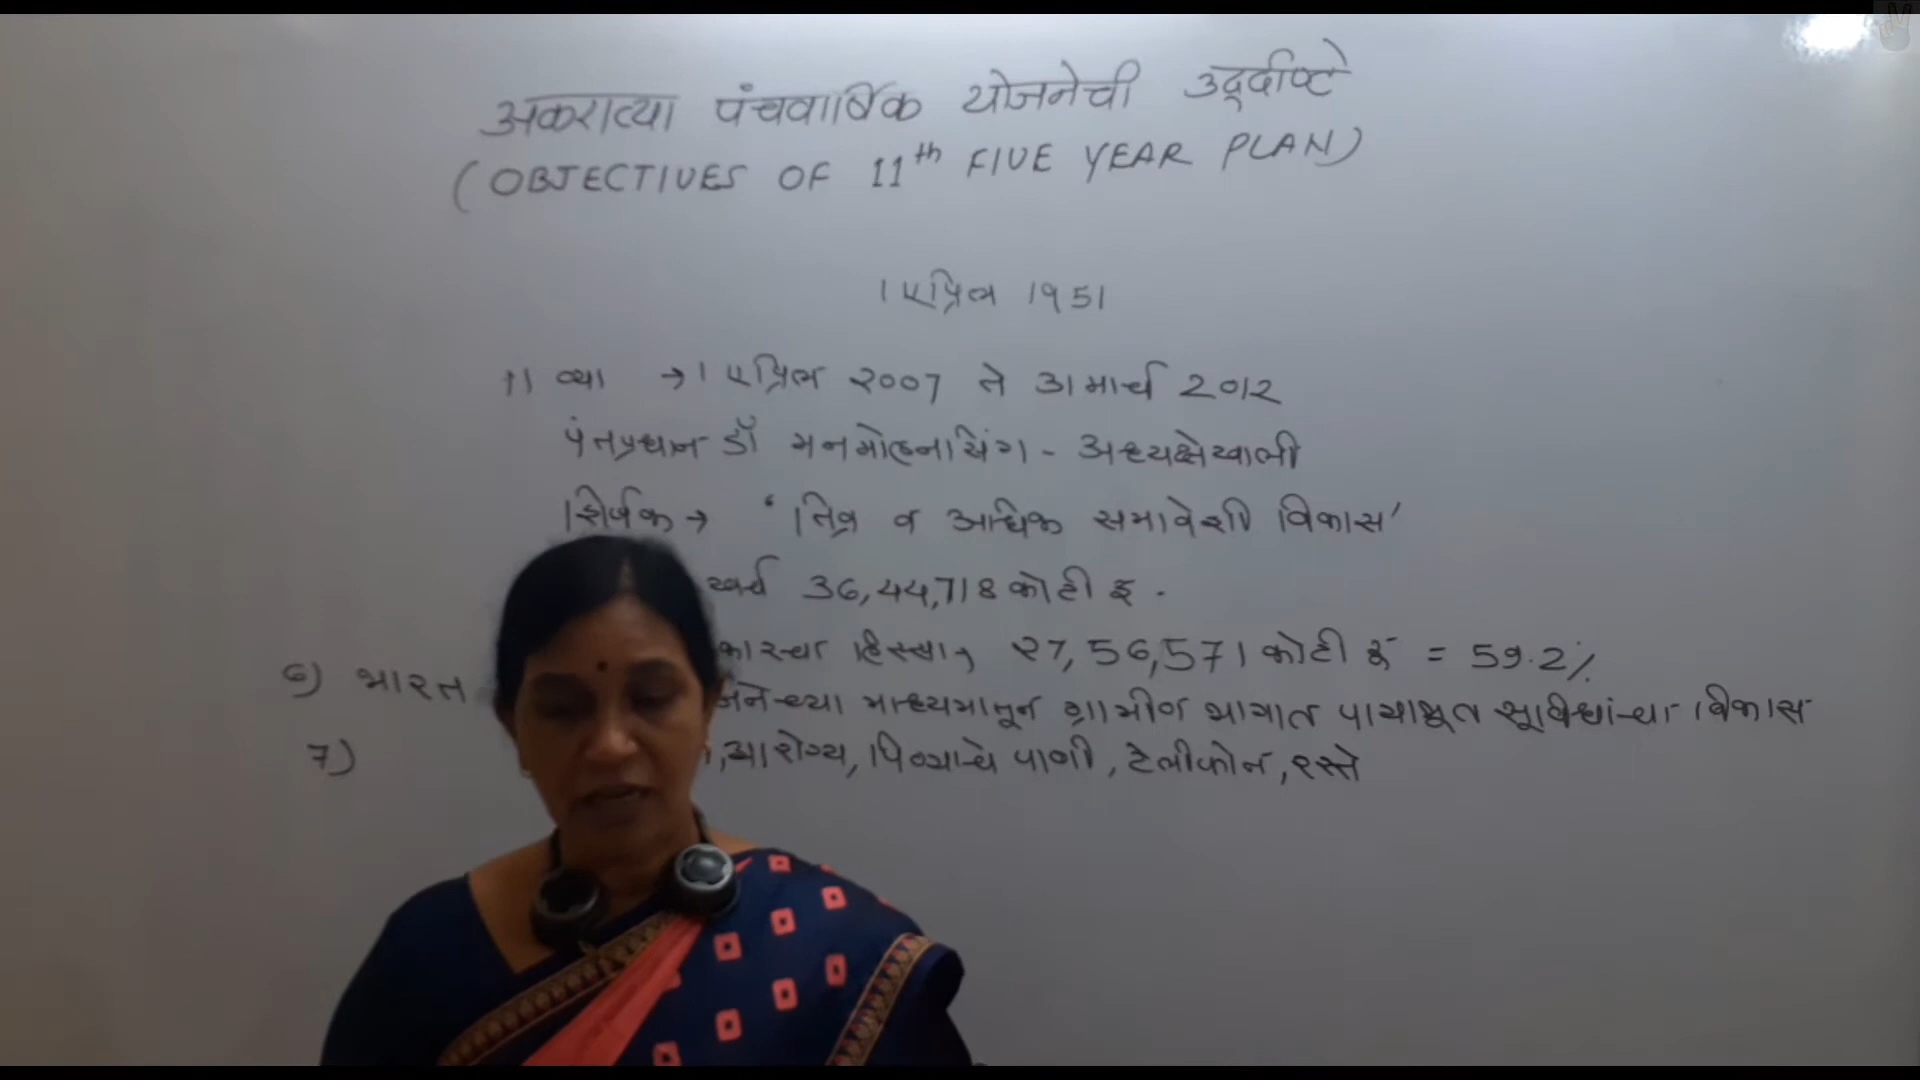 अकराव्या पंचवार्षिक योजनेची उद्दीष्टे
(OBJECTIVES OF 11th FIVE YEAR PLAN)
1 एप्रिल 1951
11 व्या → 1 एप्रिल 2007 ते 31 मार्च 2012
पंतप्रधान डॉ मनमोहनसिंग - अध्यक्षेखाली
शिर्षक → 'तिव्र व अधिक समावेशी विकास'
खर्च 36,44,718 कोटी रु.
कारचा हिस्सा → 27,56,571 कोटी रु = 59.2%
6) भारत जनेच्या माध्यमातून ग्रामीण भागात पायाभूत सूविधांचा विकास
7) ,आरोग्य, पिण्याचे पाणी, टेलीफोन, रस्ते